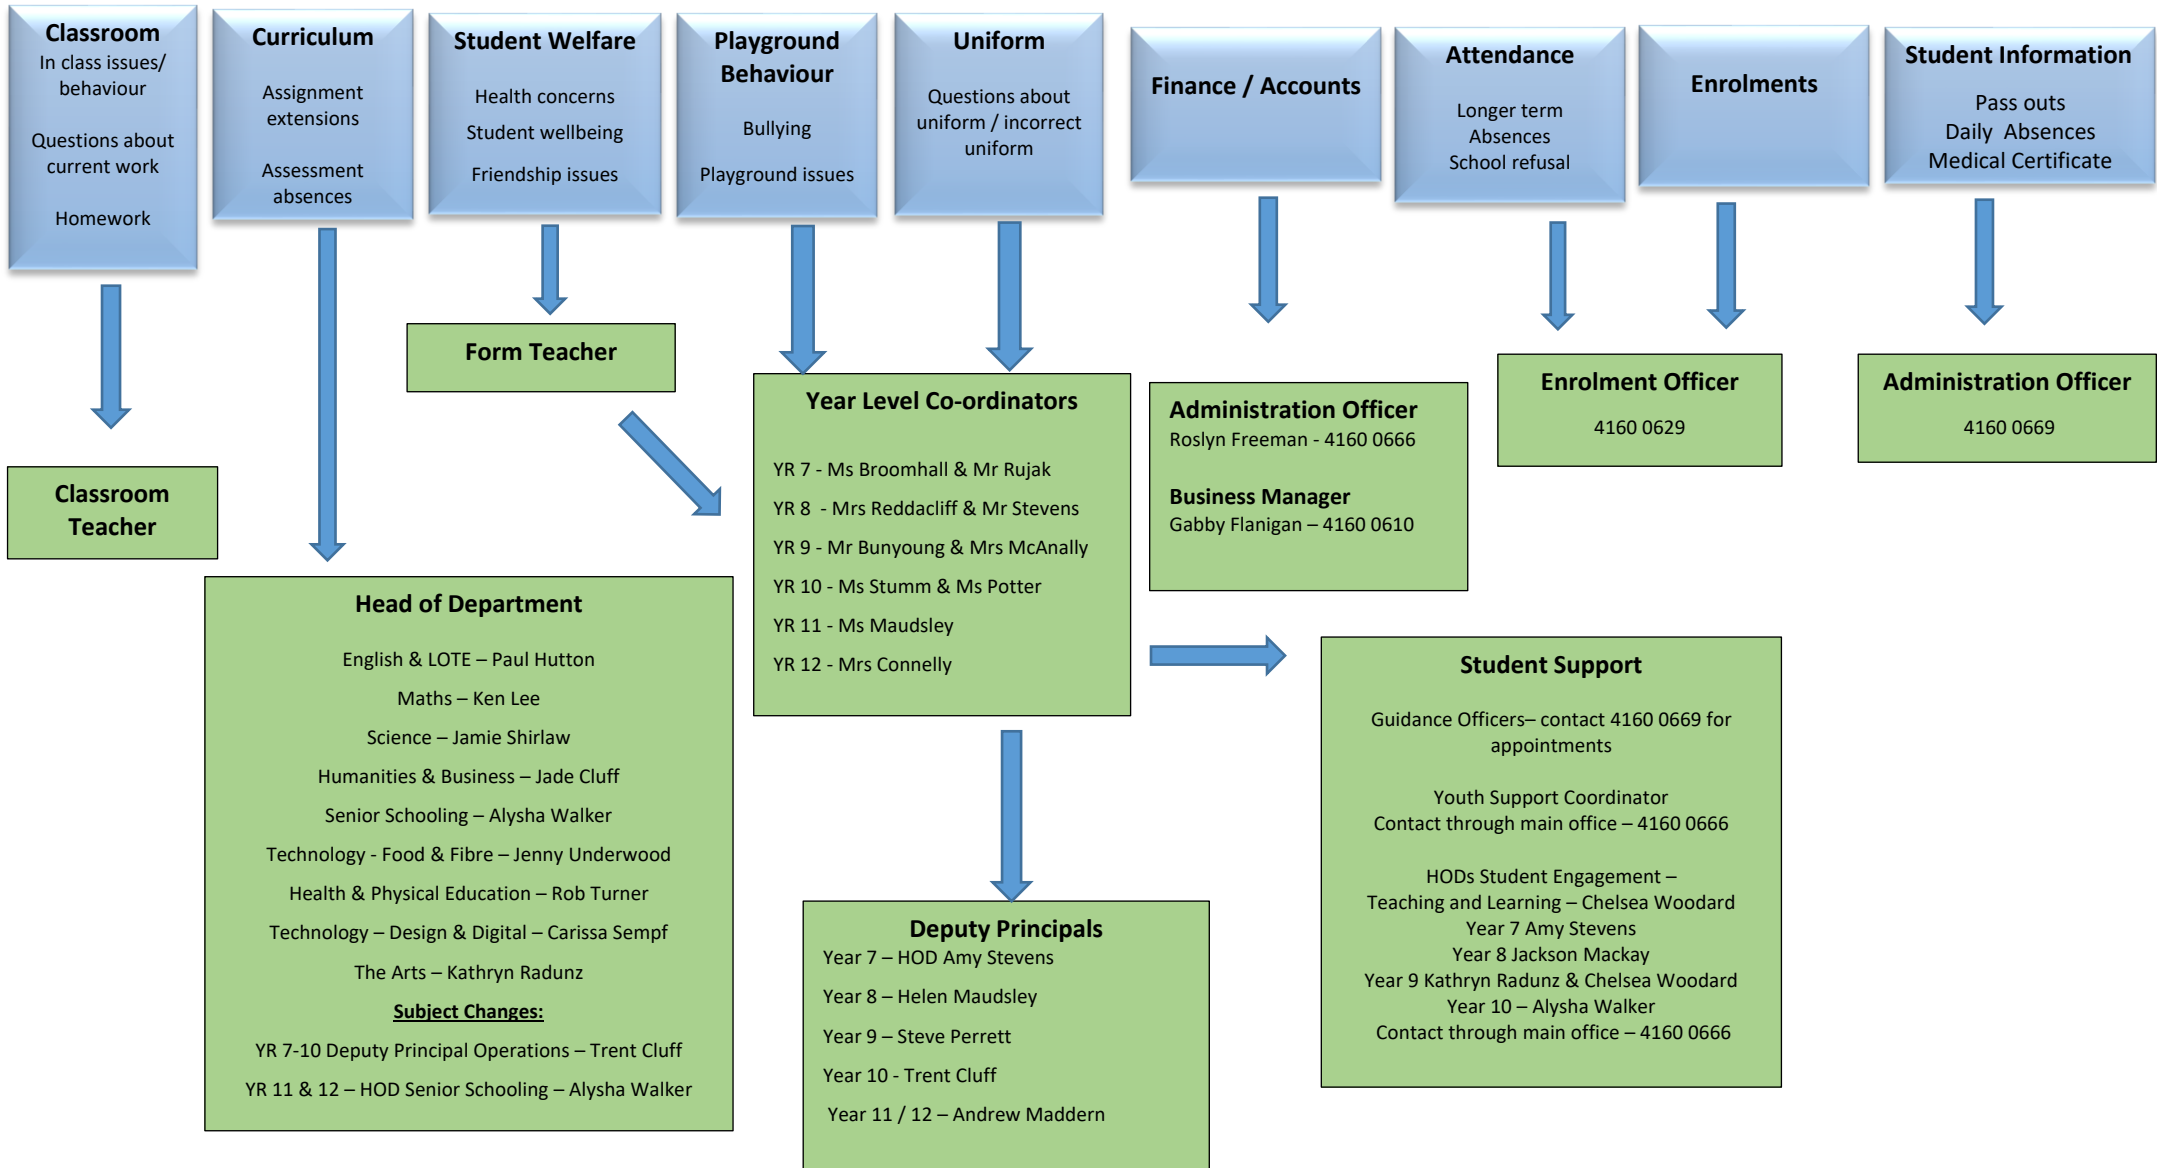 Classroom
In class issues/
behaviour
Questions about
current work
Homework
Curriculum
Assignment
extensions
Assessment
absences
Student Welfare
Health concerns
Student wellbeing
Friendship issues
Playground
Behaviour
Bullying
Playground issues
Uniform
Questions about
uniform / incorrect
uniform
Finance / Accounts
Attendance
Longer term
Absences
School refusal
Enrolments
Student Information
Pass outs
Daily  Absences
Medical Certificate
Classroom
Teacher
Form Teacher
Year Level Co-ordinators
YR 7 - Ms Broomhall & Mr Rujak
YR 8  - Mrs Reddacliff & Mr Stevens
YR 9 - Mr Bunyoung & Mrs McAnally
YR 10 - Ms Stumm & Ms Potter
YR 11 - Ms Maudsley
YR 12 - Mrs Connelly
Administration Officer
Roslyn Freeman - 4160 0666
Business Manager
Gabby Flanigan – 4160 0610
Enrolment Officer
4160 0629
Administration Officer
4160 0669
Head of Department
English & LOTE – Paul Hutton
Maths – Ken Lee
Science – Jamie Shirlaw
Humanities & Business – Jade Cluff
Senior Schooling – Alysha Walker
Technology - Food & Fibre – Jenny Underwood
Health & Physical Education – Rob Turner
Technology – Design & Digital – Carissa Sempf
The Arts – Kathryn Radunz
Subject Changes:
YR 7-10 Deputy Principal Operations – Trent Cluff
YR 11 & 12 – HOD Senior Schooling – Alysha Walker
Student Support
Guidance Officers– contact 4160 0669 for
appointments
Youth Support Coordinator
Contact through main office – 4160 0666
HODs Student Engagement –
Teaching and Learning – Chelsea Woodard
Year 7 Amy Stevens
Year 8 Jackson Mackay
Year 9 Kathryn Radunz & Chelsea Woodard
Year 10 – Alysha Walker
Contact through main office – 4160 0666
Deputy Principals
Year 7 – HOD Amy Stevens
Year 8 – Helen Maudsley
Year 9 – Steve Perrett
Year 10 - Trent Cluff
Year 11 / 12 – Andrew Maddern